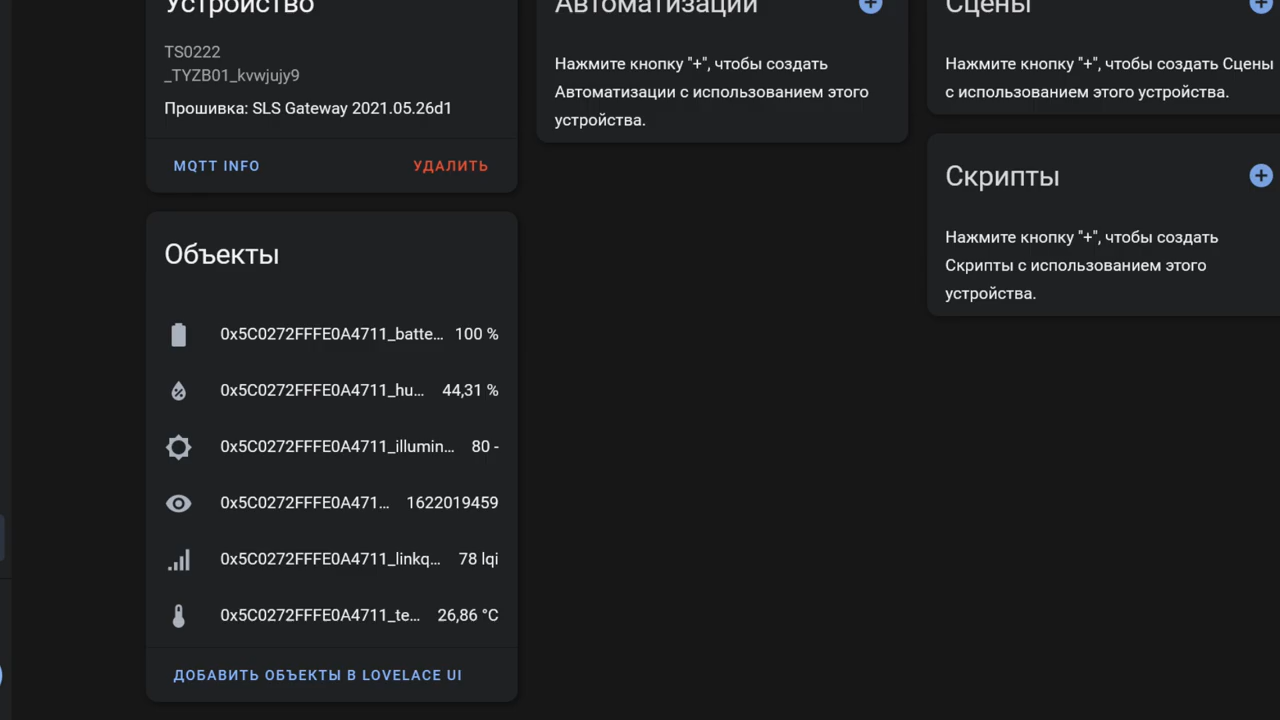 Устройство
TS0222
_TYZB01_kvwjujy9
Прошивка: SLS Gateway 2021.05.26d1
MQTT INFO
УДАЛИТЬ
Объекты
0x5C0272FFFE0A4711_batte... 100 %
0x5C0272FFFE0A4711_hu... 44,31 %
0x5C0272FFFE0A4711_illumin... 80 -
0x5C0272FFFE0A471... 1622019459
0x5C0272FFFE0A4711_linkq... 78 lqi
0x5C0272FFFE0A4711_te... 26,86 °C
ДОБАВИТЬ ОБЪЕКТЫ В LOVELACE UI
Автоматизации
Нажмите кнопку "+", чтобы создать
Автоматизации с использованием этого
устройства.
Сцены
Нажмите кнопку "+", чтобы создать Сцены
с использованием этого устройства.
Скрипты
Нажмите кнопку "+", чтобы создать
Скрипты с использованием этого
устройства.